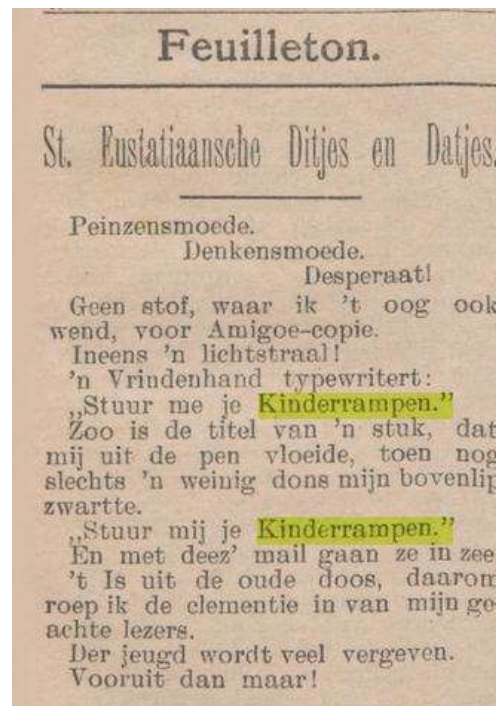 Feuilleton.
St. Eustatiaansche Ditjes en Datjes.
Peinzensmoede.
Denkensmoede.
Desperaat!
Geen stof, waar ik 't oog ook
wend, voor Amigoe-copie.
Ineens 'n lichtstraal!
'n Vrindenhand typewritert:
„Stuur me je Kinderrampen."
Zoo is de titel van 'n stuk, dat
mij uit de pen vloeide, toen nog
slechts 'n weinig dons mijn bovenlip
zwartte.
„Stuur mij je Kinderrampen."
En met deez' mail gaan ze in zee
't Is uit de oude doos, daarom
roep ik de clementie in van mijn ge-
achte lezers.
Der jeugd wordt veel vergeven.
Vooruit dan maar!